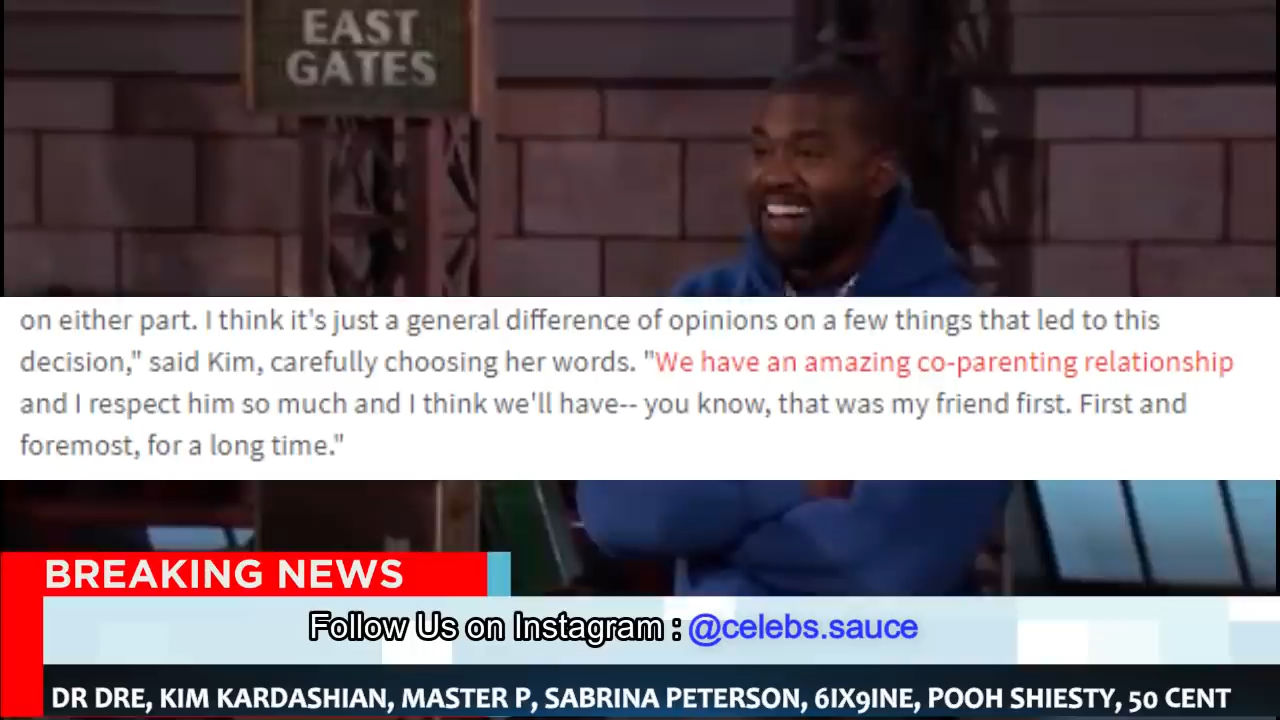 EAST
GATES
on either part. I think it's just a general difference of opinions on a few things that led to this
decision," said Kim, carefully choosing her words. "We have an amazing co-parenting relationship
and I respect him so much and I think we'll have-- you know, that was my friend first. First and
foremost, for a long time."
BREAKING NEWS
Follow Us on Instagram : @celebs.sauce
DR DRE, KIM KARDASHIAN, MASTER P, SABRINA PETERSON, 6IX9INE, POOH SHIESTY, 50 CENT